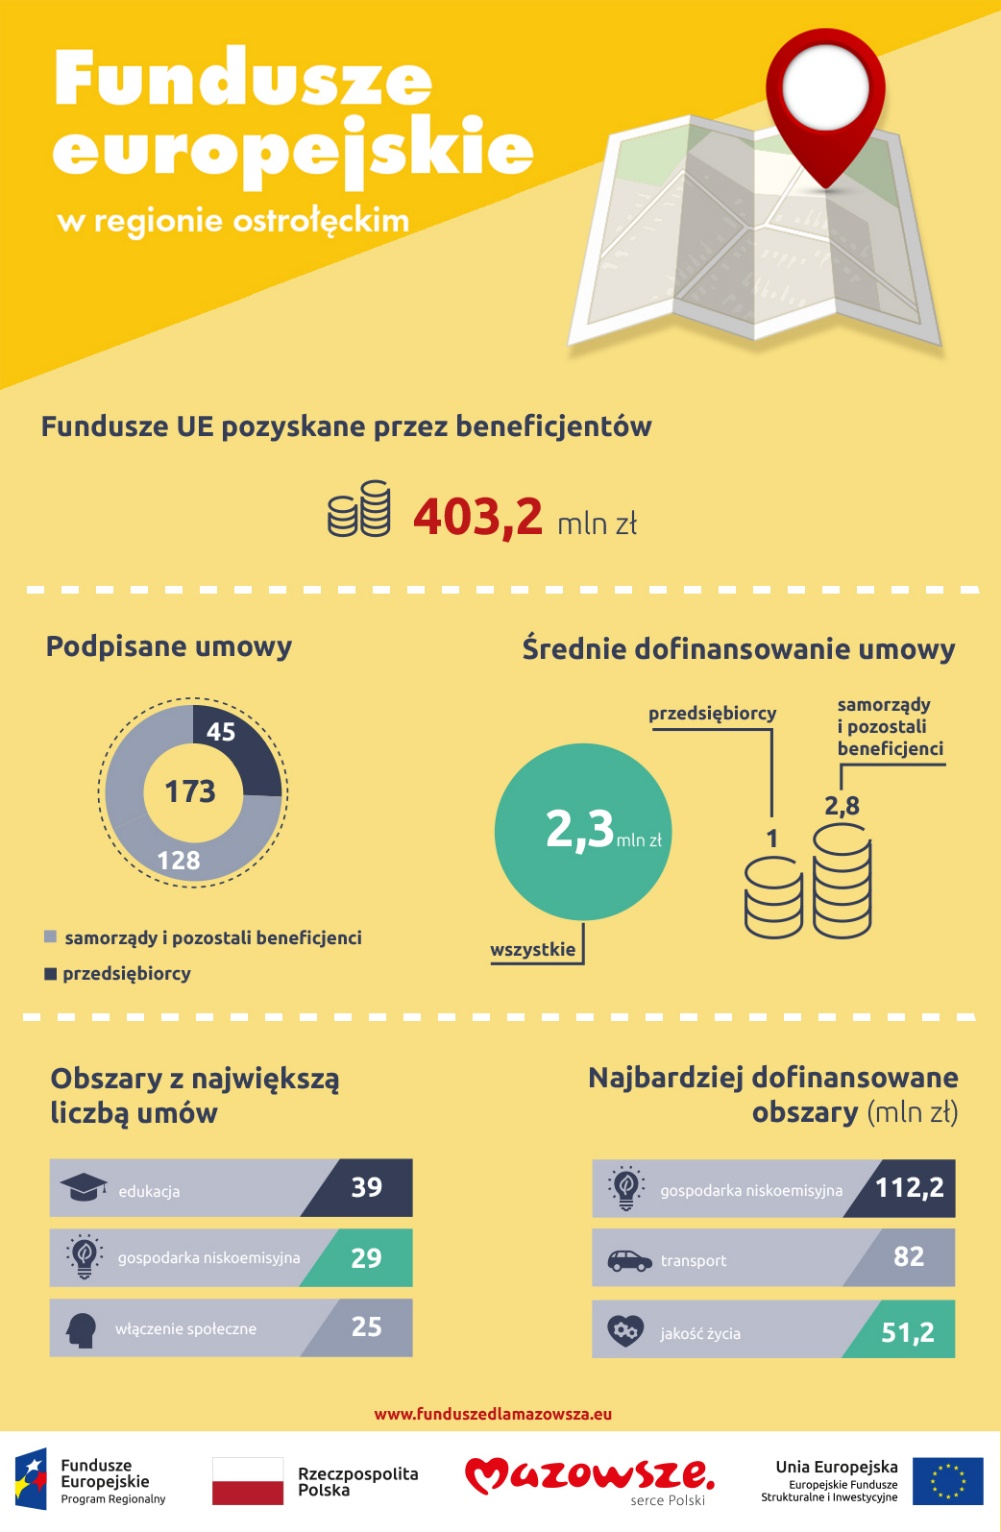 Fundusze
europejskie
w regionie ostrołęckim
Fundusze UE pozyskane przez beneficjentów
403,2 mln zł
Podpisane umowy
45
173
128
samorządy i pozostali beneficjenci
przedsiębiorcy
Średnie dofinansowanie umowy
przedsiębiorcy
samorządy
i pozostali
beneficjenci
2,8
1
2,3 mln zł
wszystkie
Obszary z największą
liczbą umów
edukacja 39
gospodarka niskoemisyjna 29
włączenie społeczne 25
Najbardziej dofinansowane
obszary (mln zł)
gospodarka niskoemisyjna 112,2
transport 82
jakość życia 51,2
www.funduszedlamazowsza.eu
Fundusze
Europejskie
Program Regionalny
Rzeczpospolita
Polska
Mazowsze.
serce Polski
Unia Europejska
Europejskie Fundusze
Strukturalne i Inwestycyjne